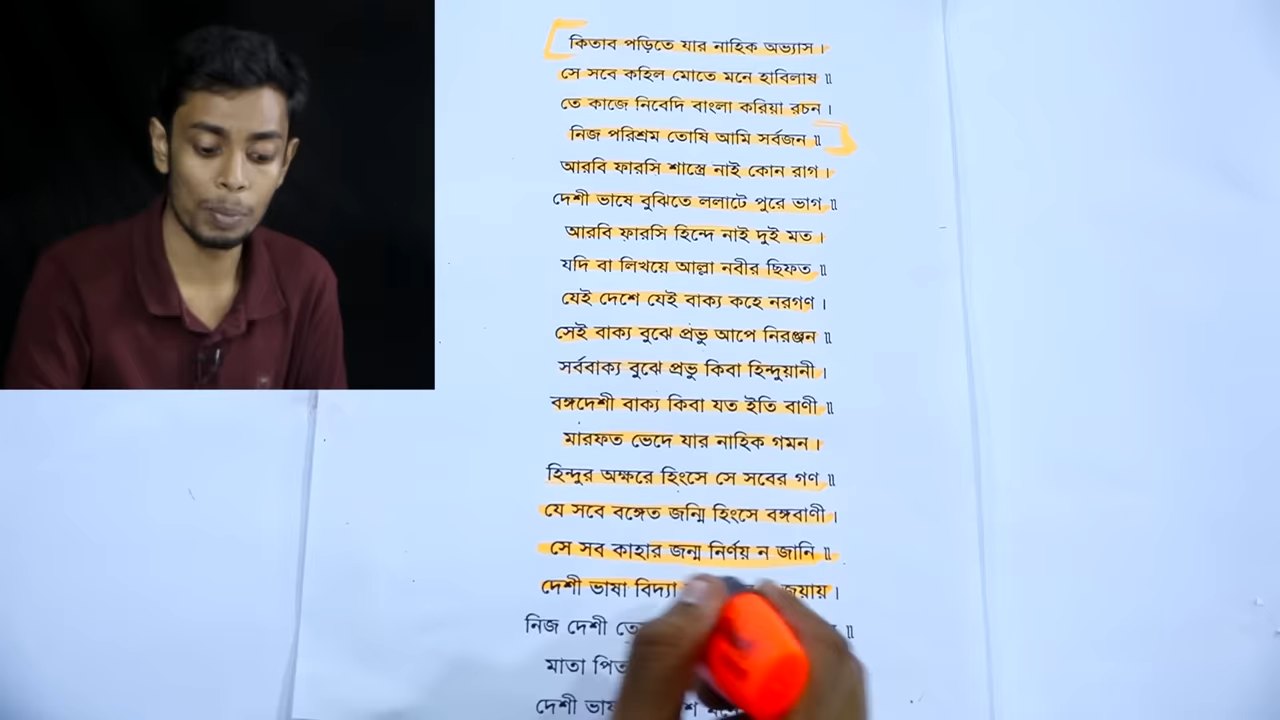 কিতাব পড়িতে যার নাহিক অভ্যাস।
সে সবে কহিল মোতে মনে হাবিলাষ॥
তে কাজে নিবেদি বাংলা করিয়া রচন।
নিজ পরিশ্রম তোষি আমি সর্বজন॥
আরবি ফারসি শাস্ত্রে নাই কোন রাগ।
দেশী ভাষে বুঝিতে ললাটে পুরে ভাগ॥
আরবি ফারসি হিন্দে নাই দুই মত।
যদি বা লিখয়ে আল্লা নবীর ছিফত॥
যেই দেশে যেই বাক্য কহে নরগণ।
সেই বাক্য বুঝে প্রভু আপে নিরঞ্জন॥
সর্ববাক্য বুঝে প্রভু কিবা হিন্দুয়ানী।
বঙ্গদেশী বাক্য কিবা যত ইতি বাণী॥
মারফত ভেদে যার নাহিক গমন।
হিন্দুর অক্ষরে হিংসে সে সবের গণ॥
যে সবে বঙ্গেত জন্মি হিংসে বঙ্গবাণী।
সে সব কাহার জন্ম নির্ণয় ন জানি॥
দেশী ভাষা বিদ্যা জুয়ায়।
নিজ দেশী
মাতা
দেশী